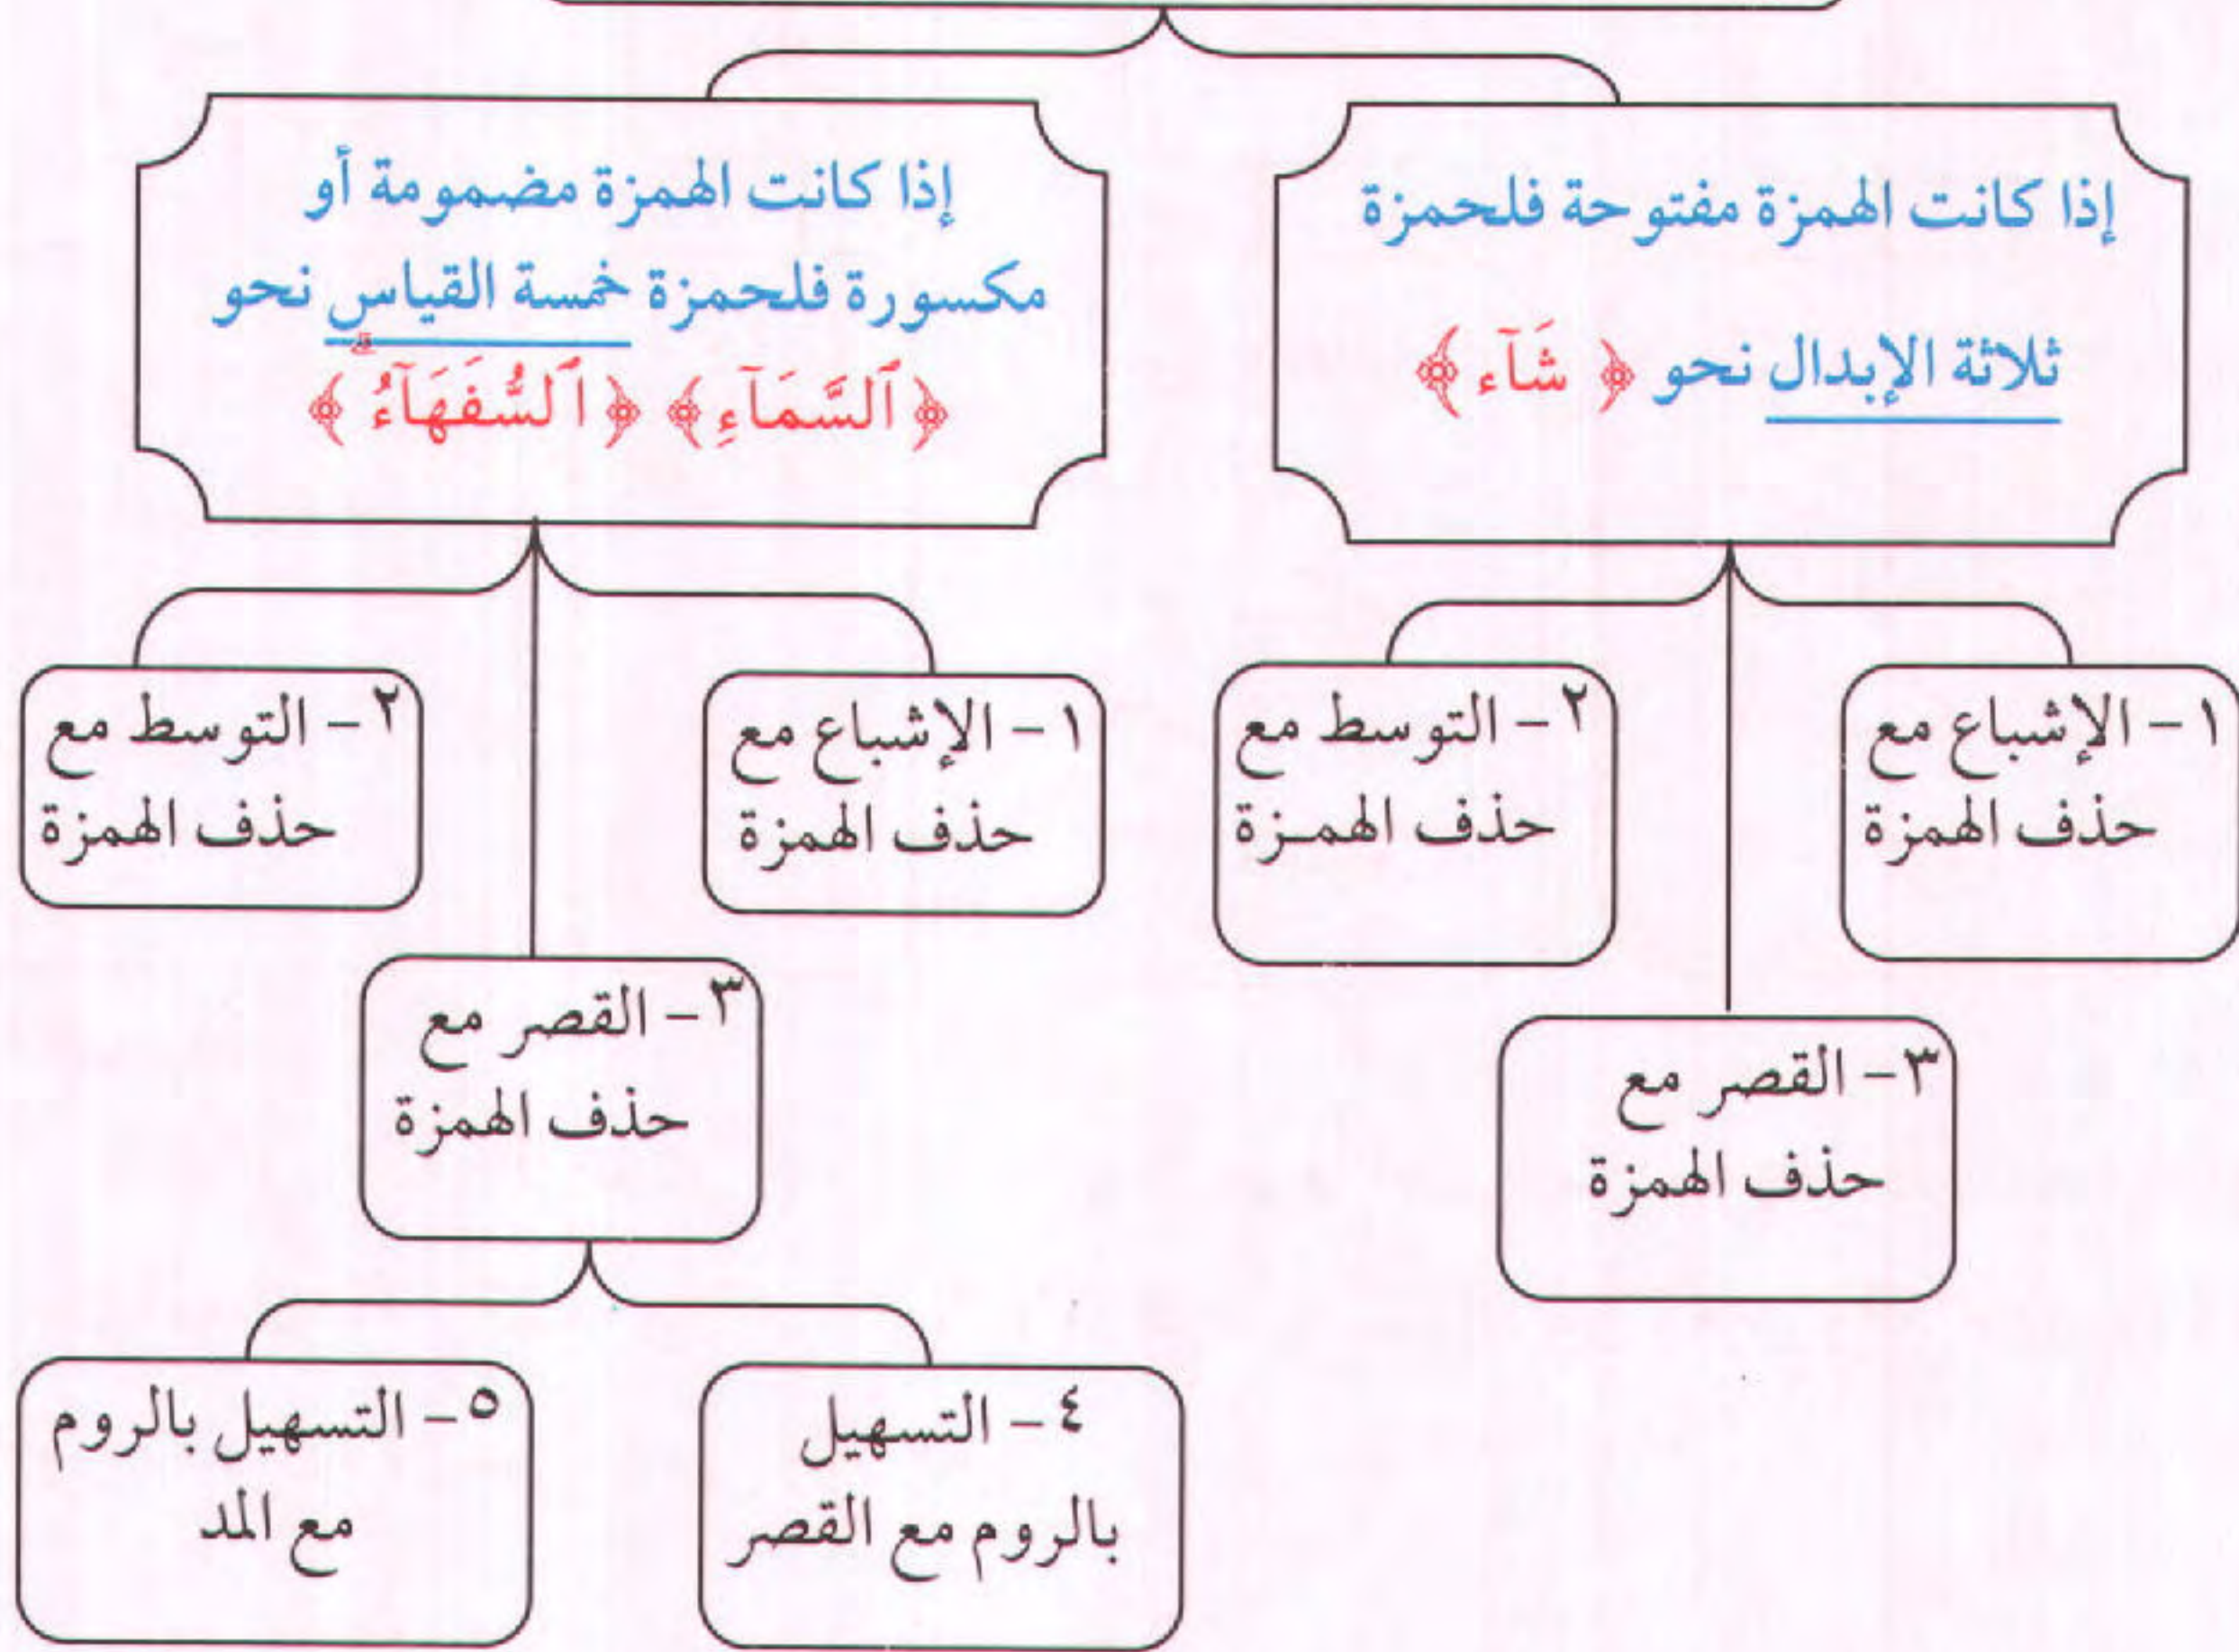 إذا كانت الهمزة مفتوحة فلحمزة
ثلاثة الإبدال نحو ﴿ شَآء ﴾
إذا كانت الهمزة مضمومة أو
مكسورة فلحمزة خمسة القياس نحو
﴿ ٱلسَّمَآءِ ﴾ ﴿ ٱلسُّفَهَآءُ ﴾
١ - الإشباع مع
حذف الهمزة
٢ - التوسط مع
حذف الهمزة
٣ - القصر مع
حذف الهمزة
١ - الإشباع مع
حذف الهمزة
٢ - التوسط مع
حذف الهمزة
٣ - القصر مع
حذف الهمزة
٤ - التسهيل
بالروم مع القصر
٥ - التسهيل بالروم
مع المد